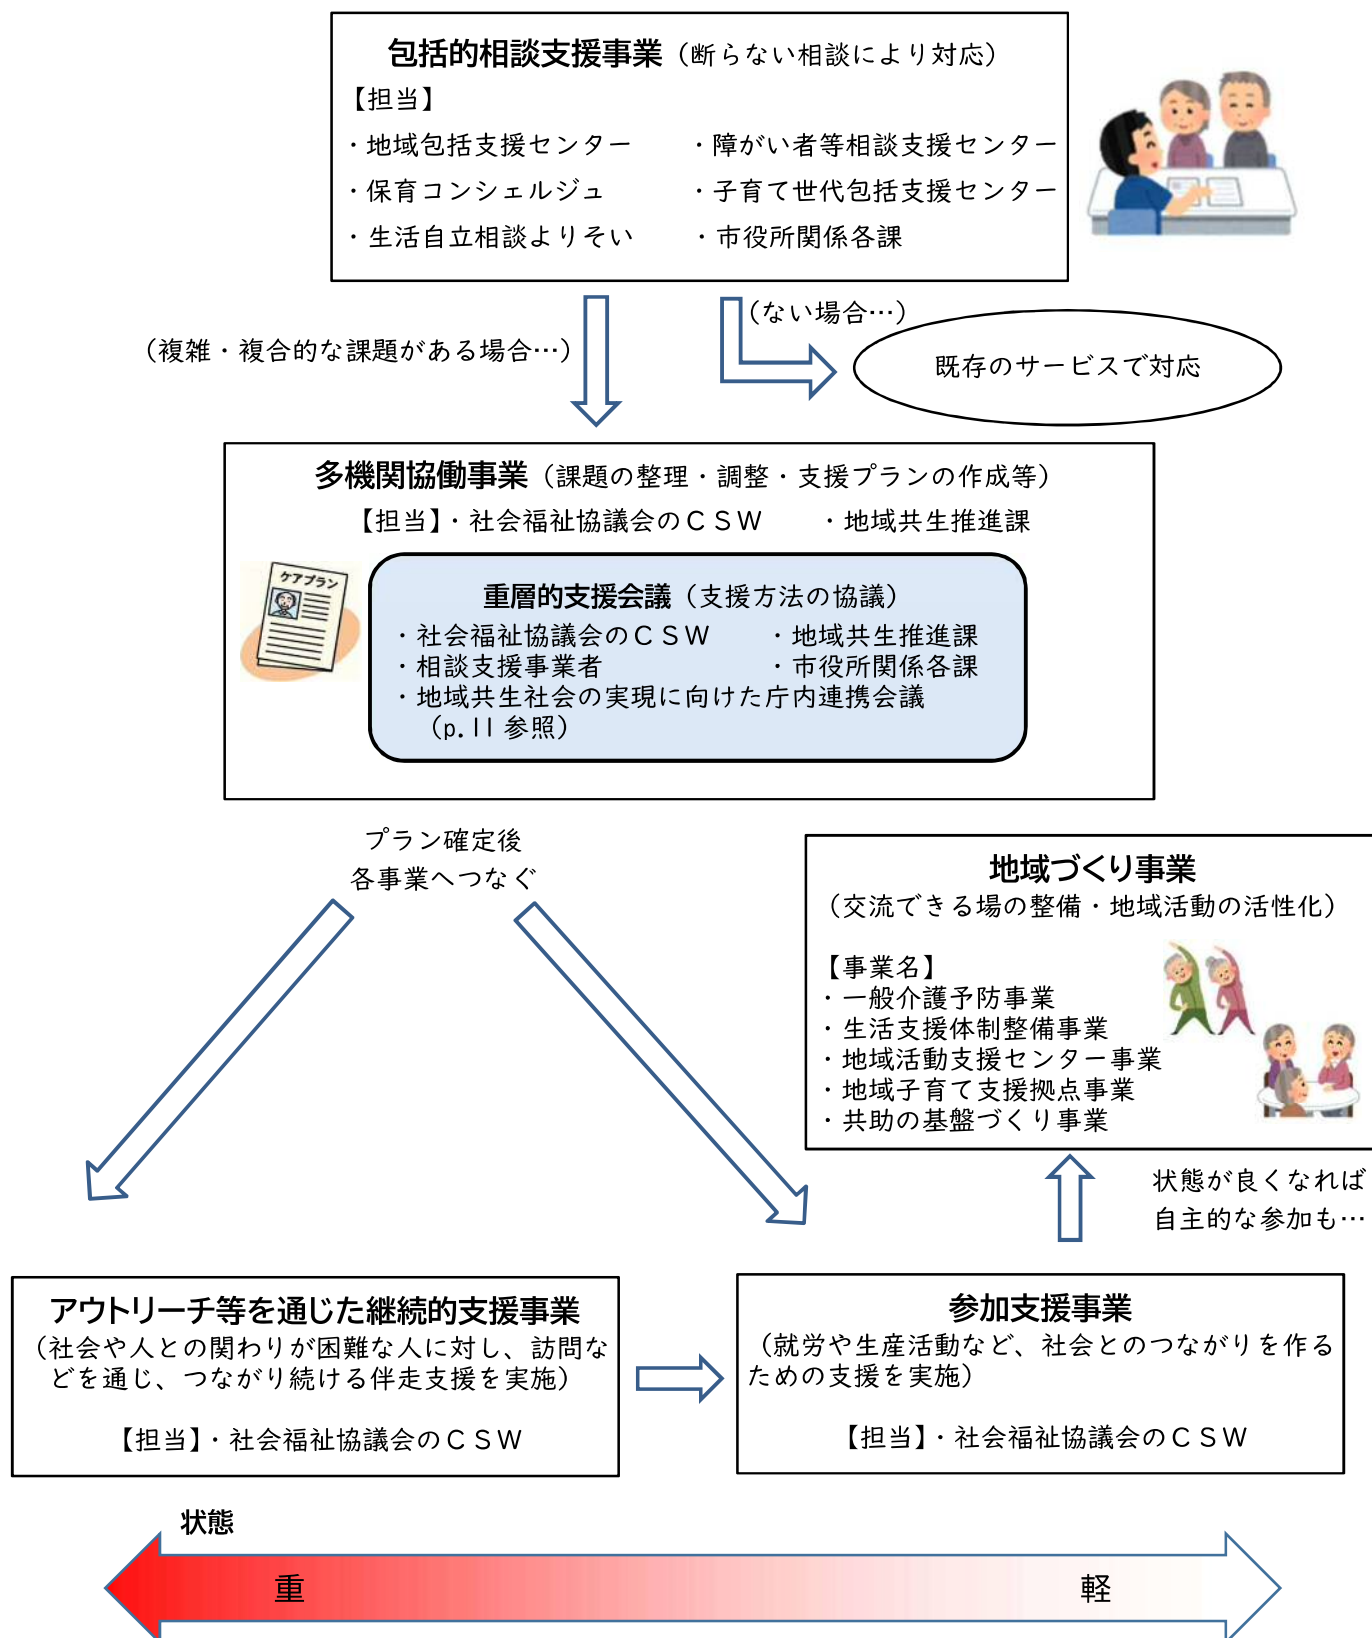 包括的相談支援事業（断らない相談により対応）
【担当】
・地域包括支援センター　・障がい者等相談支援センター
・保育コンシェルジュ　・子育て世代包括支援センター
・生活自立相談よりそい　・市役所関係各課
（ない場合…）
（複雑・複合的な課題がある場合…）
既存のサービスで対応
多機関協働事業（課題の整理・調整・支援プランの作成等）
【担当】・社会福祉協議会のＣＳＷ　・地域共生推進課
ケアプラン
重層的支援会議（支援方法の協議）
・社会福祉協議会のＣＳＷ　・地域共生推進課
・相談支援事業者　・市役所関係各課
・地域共生社会の実現に向けた庁内連携会議
（p.11 参照）
プラン確定後
各事業へつなぐ
地域づくり事業
（交流できる場の整備・地域活動の活性化）
【事業名】
・一般介護予防事業
・生活支援体制整備事業
・地域活動支援センター事業
・地域子育て支援拠点事業
・共助の基盤づくり事業
状態が良くなれば
自主的な参加も…
アウトリーチ等を通じた継続的支援事業
（社会や人との関わりが困難な人に対し、訪問な
どを通じ、つながり続ける伴走支援を実施）
【担当】・社会福祉協議会のＣＳＷ
参加支援事業
（就労や生産活動など、社会とのつながりを作る
ための支援を実施）
【担当】・社会福祉協議会のＣＳＷ
状態
重　軽